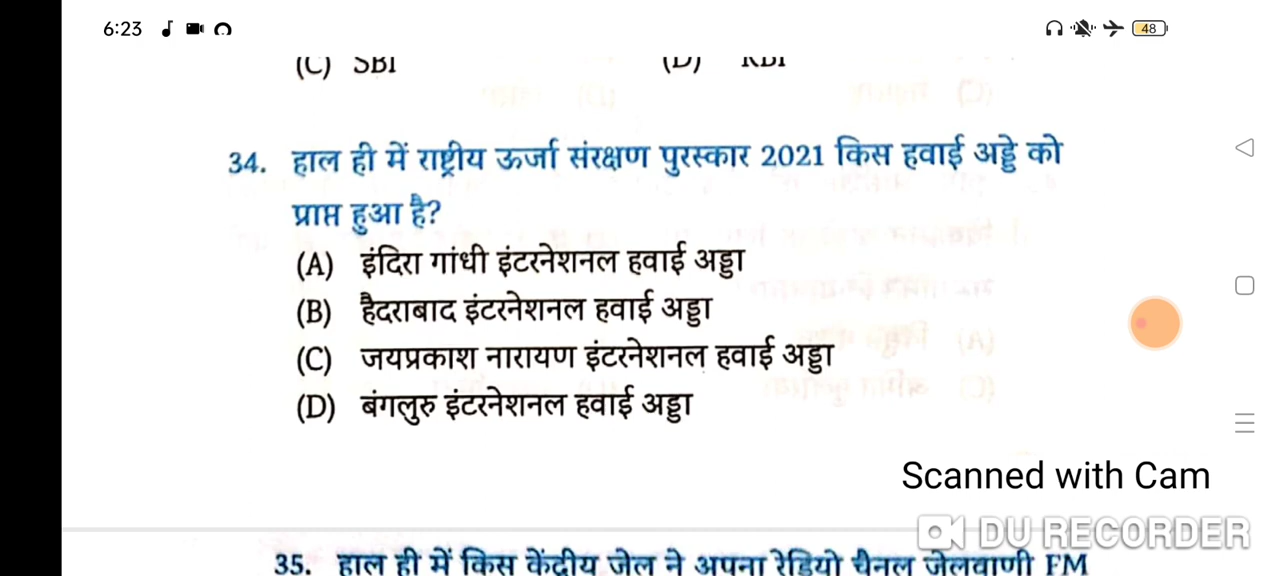 6:23
48
(C) SBI
34. हाल ही में राष्ट्रीय ऊर्जा संरक्षण पुरस्कार 2021 किस हवाई अड्डे को
प्राप्त हुआ है?
(A) इंदिरा गांधी इंटरनेशनल हवाई अड्डा
(B) हैदराबाद इंटरनेशनल हवाई अड्डा
(C) जयप्रकाश नारायण इंटरनेशनल हवाई अड्डा
(D) बंगलुरु इंटरनेशनल हवाई अड्डा
Scanned with Cam
DU RECORDER
35. हाल ही में किस केंद्रीय जेल ने अपना रेडियो चैनल जेलवाणी FM